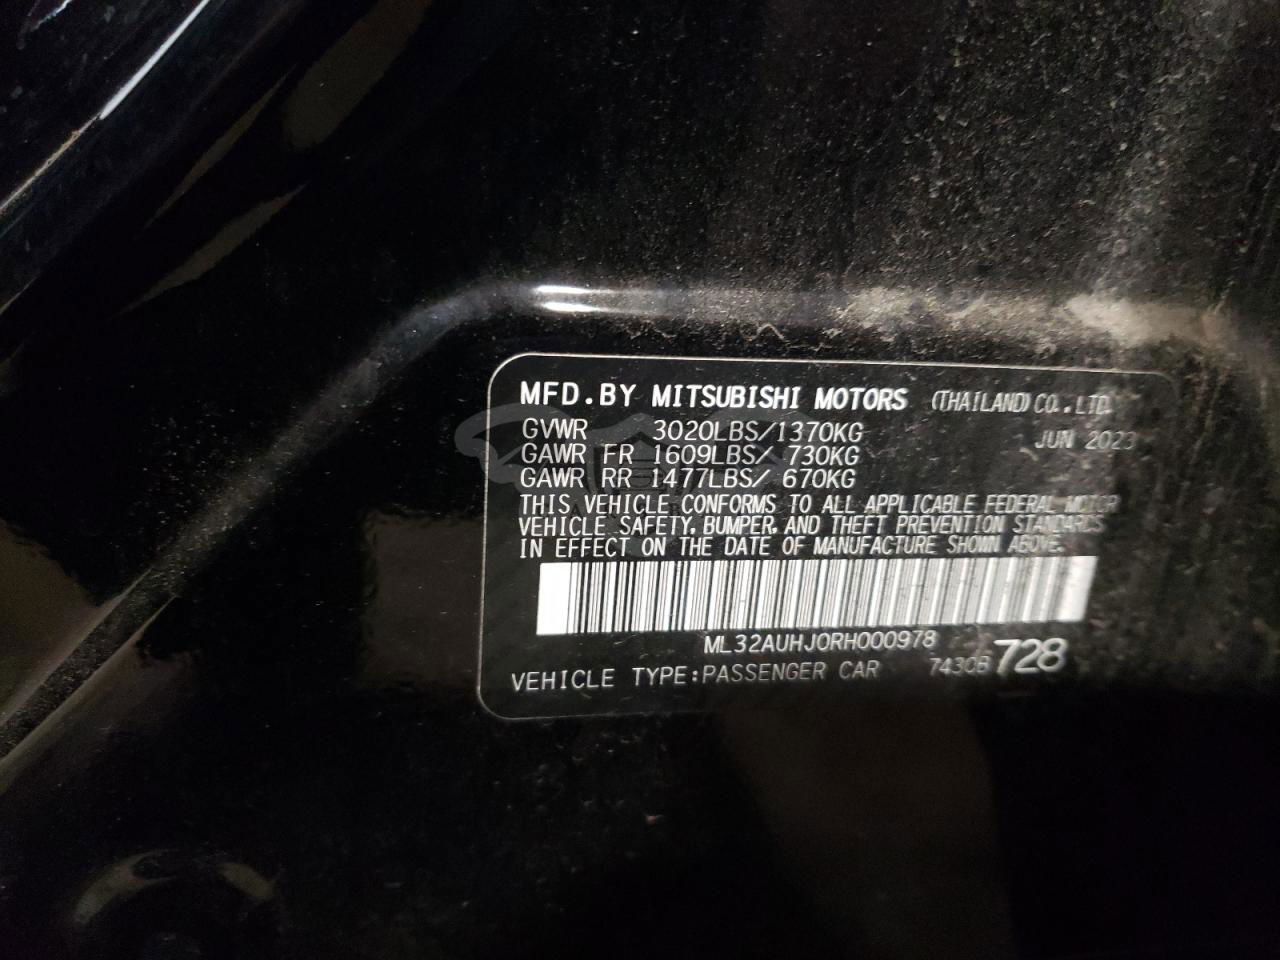 MFD.BY MITSUBISHI MOTORS (THAILAND) CO.,LTD.
GVWR 3020LBS/1370KG JUN 2023
GAWR FR 1609LBS/ 730KG
GAWR RR 1477LBS/ 670KG
THIS VEHICLE CONFORMS TO ALL APPLICABLE FEDERAL MOTOR
VEHICLE SAFETY, BUMPER, AND THEFT PREVENTION STANDARDS
IN EFFECT ON THE DATE OF MANUFACTURE SHOWN ABOVE.
ML32AUHJ0RH000978
VEHICLE TYPE:PASSENGER CAR 7430B 728